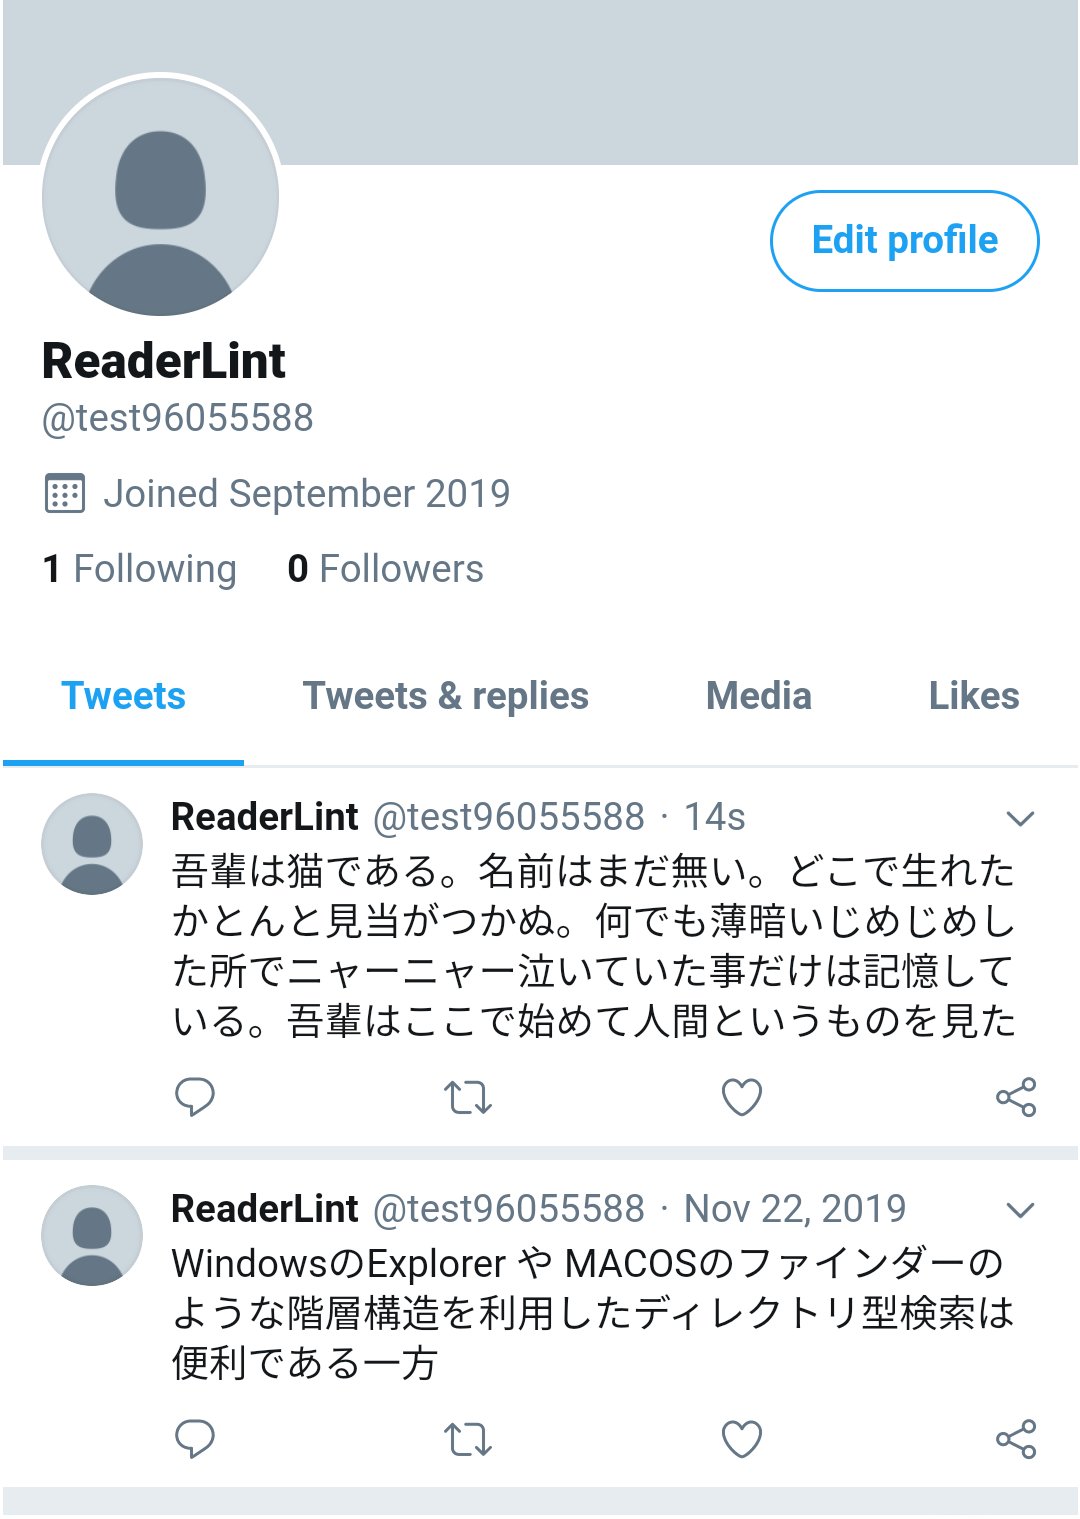 Edit profile
ReaderLint
@test96055588
Joined September 2019
1 Following 0 Followers
Tweets Tweets & replies Media Likes
ReaderLint @test96055588 · 14s
吾輩は猫である。名前はまだ無い。どこで生れた
かとんと見当がつかぬ。何でも薄暗いじめじめし
た所でニャーニャー泣いていた事だけは記憶して
いる。吾輩はここで始めて人間というものを見た
ReaderLint @test96055588 · Nov 22, 2019
WindowsのExplorer や MACOSのファインダーの
ような階層構造を利用したディレクトリ型検索は
便利である一方